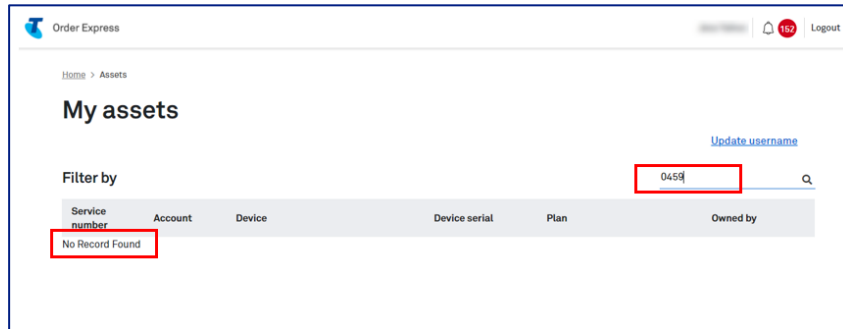 Order Express
152
Logout
Home > Assets
My assets
Update username
Filter by
0459
Service number
Account
Device
Device serial
Plan
Owned by
No Record Found